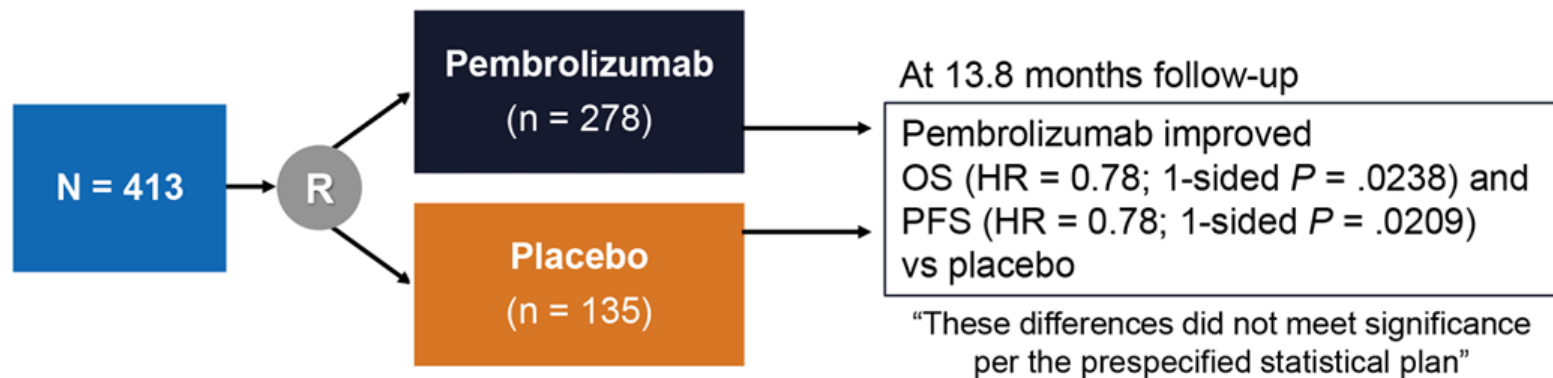 N = 413
R
Pembrolizumab
(n = 278)
Placebo
(n = 135)
At 13.8 months follow-up
Pembrolizumab improved
OS (HR = 0.78; 1-sided P = .0238) and
PFS (HR = 0.78; 1-sided P = .0209)
vs placebo
“These differences did not meet significance
per the prespecified statistical plan”